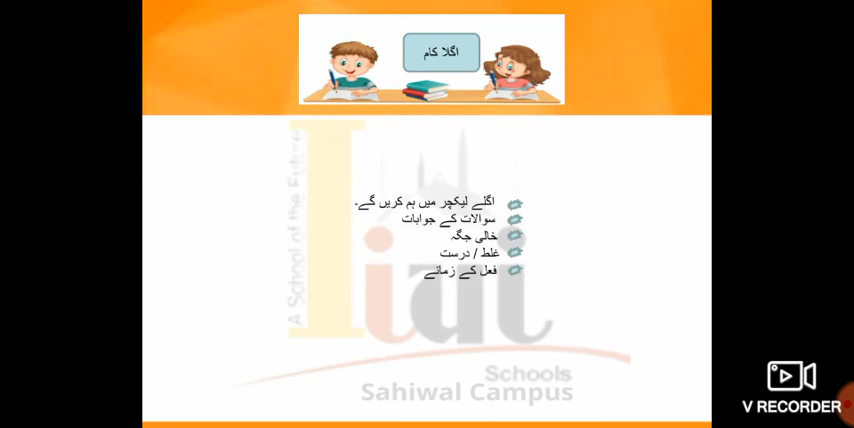 اگلا کام
اگلے لیکچر میں ہم کریں گے۔
سوالات کے جوابات
خالی جگہ
غلط / درست
فعل کے زمانے
A School of the Future
Iqai
Schools
Sahiwal Campus
V RECORDER